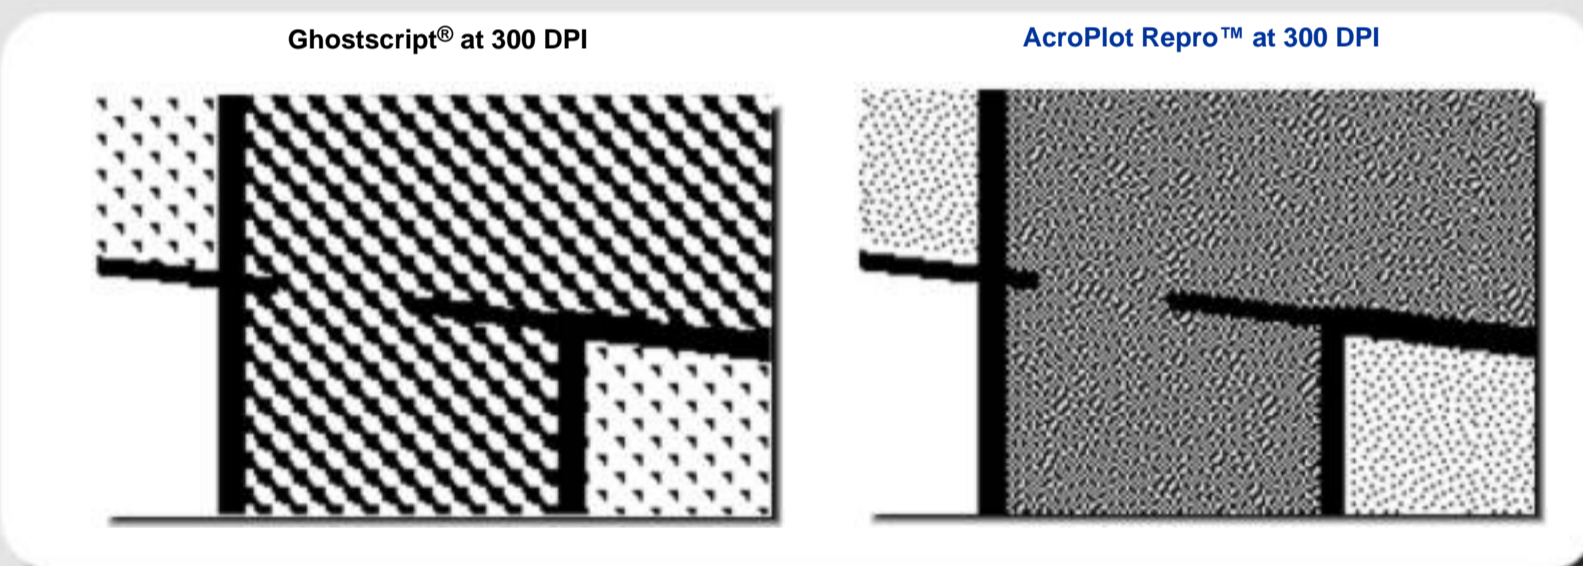 Ghostscript® at 300 DPI
AcroPlot Repro™ at 300 DPI